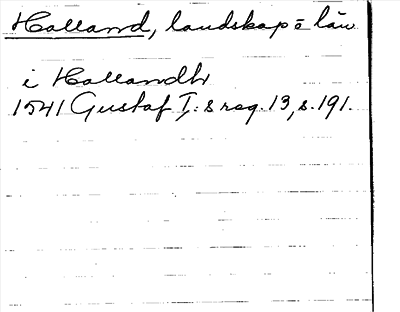 Halland, landskap o län
i Hallandh
1541 Gustaf I:s reg. 13, s. 191.